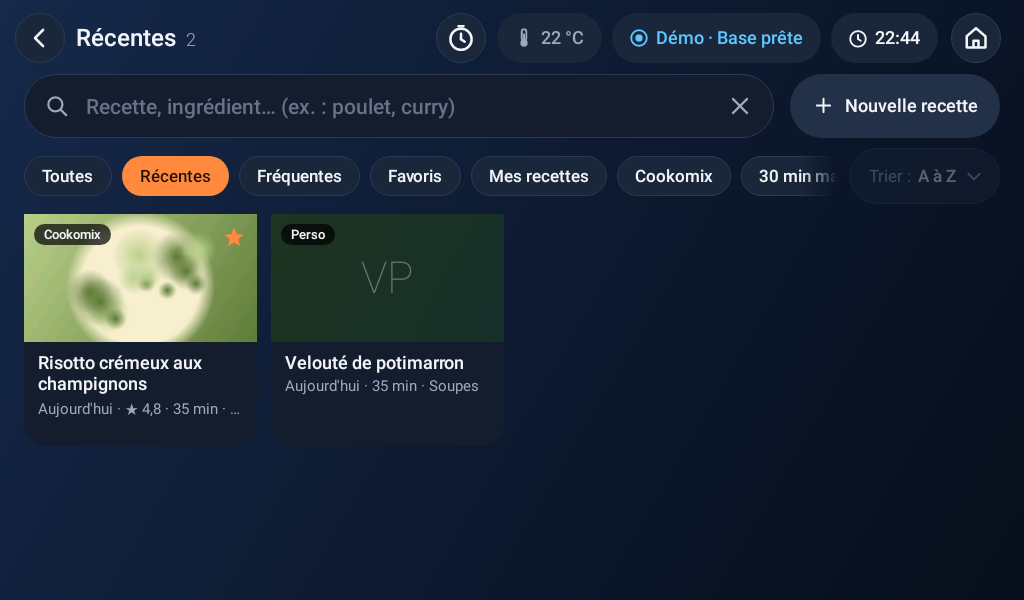 Récentes 2
22 °C
Démo · Base prête
22:44
Recette, ingrédient… (ex. : poulet, curry)
Nouvelle recette
Toutes
Récentes
Fréquentes
Favoris
Mes recettes
Cookomix
30 min ma
Trier : A à Z
Cookomix
Perso
VP
Risotto crémeux aux
champignons
Aujourd'hui · ★ 4,8 · 35 min · …
Velouté de potimarron
Aujourd'hui · 35 min · Soupes